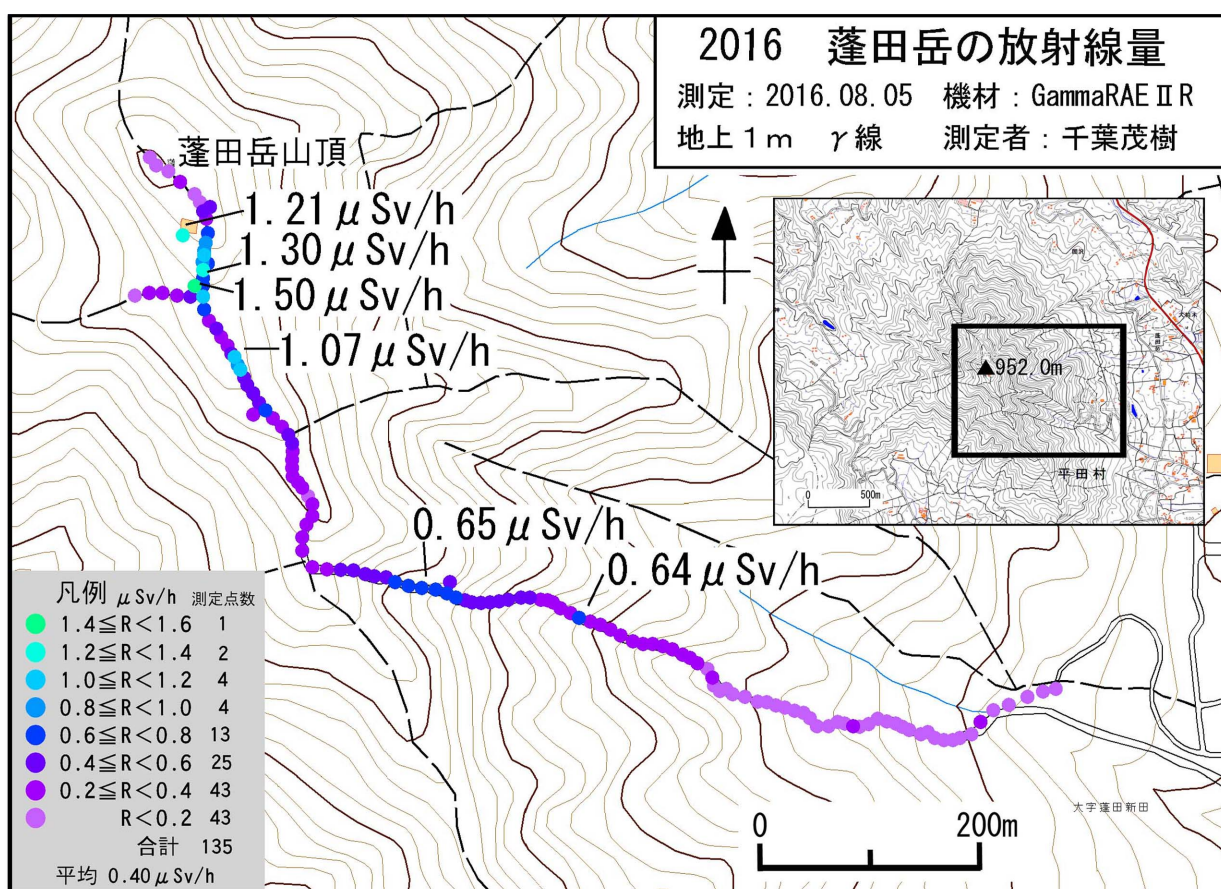 2016 蓬田岳の放射線量
測定：2016.08.05 機材：GammaRAEⅡR
地上1m γ線 測定者：千葉茂樹
蓬田岳山頂
1.21μSv/h
1.30μSv/h
1.50μSv/h
1.07μSv/h
0.65μSv/h
0.64μSv/h
952.0m
平田村
0 500m
凡例 μSv/h 測定点数
1.4≦R<1.6 1
1.2≦R<1.4 2
1.0≦R<1.2 4
0.8≦R<1.0 4
0.6≦R<0.8 13
0.4≦R<0.6 25
0.2≦R<0.4 43
R<0.2 43
合計 135
平均 0.40μSv/h
0 200m
大字蓬田新田